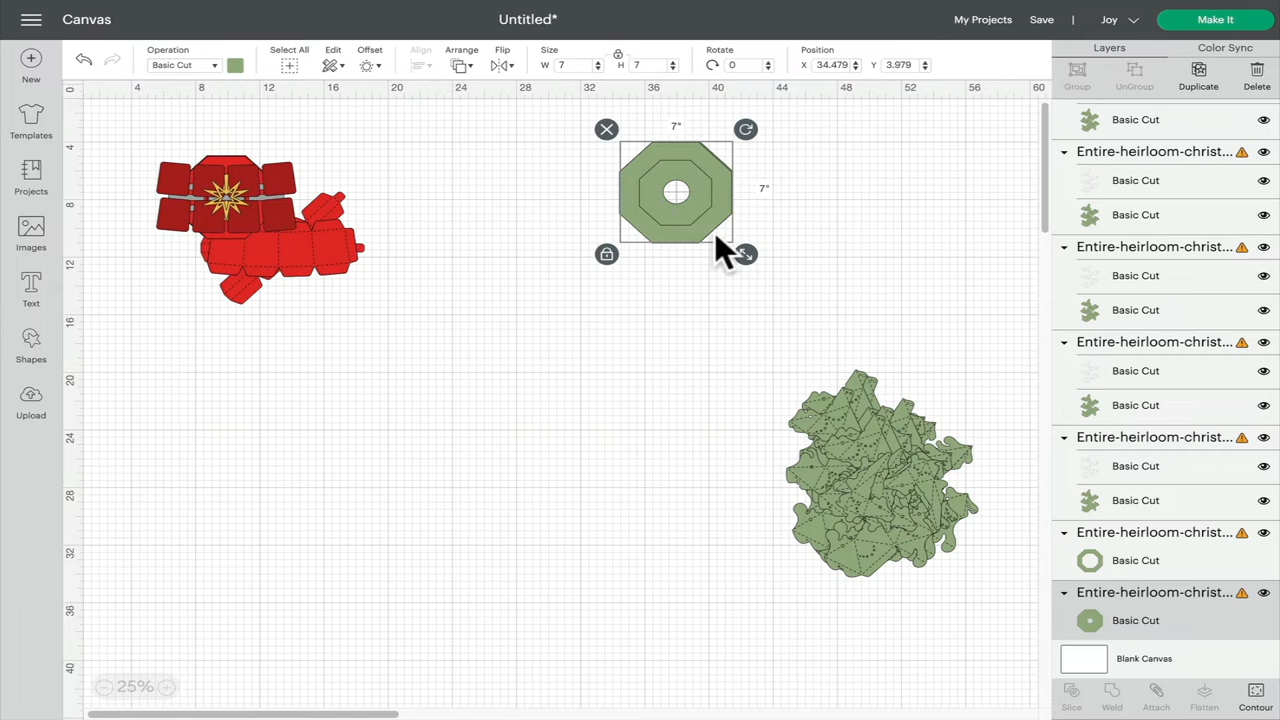 Canvas
Untitled*
My Projects
Save
Joy
Make It
Operation
Basic Cut
Select All
Edit
Offset
Align
Arrange
Flip
Size
W 7
H 7
Rotate
0
Position
X 34.479
Y 3.979
Layers
Color Sync
Group
UnGroup
Duplicate
Delete
New
Templates
Projects
Images
Text
Shapes
Upload
0 4 8 12 16 20 24 28 32 36 40 44 48 52 56 60
0
4
8
12
16
20
24
28
32
36
40
7"
7"
25%
Basic Cut
Entire-heirloom-christ...
Basic Cut
Basic Cut
Entire-heirloom-christ...
Basic Cut
Basic Cut
Entire-heirloom-christ...
Basic Cut
Basic Cut
Entire-heirloom-christ...
Basic Cut
Basic Cut
Entire-heirloom-christ...
Basic Cut
Entire-heirloom-christ...
Basic Cut
Blank Canvas
Slice
Weld
Attach
Flatten
Contour